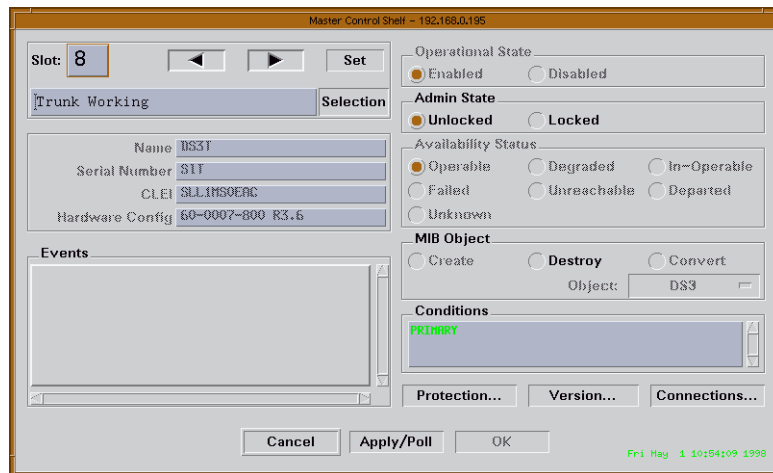 Master Control Shelf - 192.168.0.195
Slot: 8
Set
Trunk Working
Selection
Name DS3T
Serial Number SIT
CLEI SLL1MS0EAG
Hardware Config 60-0007-800 R3.6
Events
Operational State
Enabled Disabled
Admin State
Unlocked Locked
Availability Status
Operable Degraded In-Operable
Failed Unreachable Departed
Unknown
MIB Object
Create Destroy Convert
Object: DS3
Conditions
PRIMARY
Protection... Version... Connections...
Cancel Apply/Poll OK
Fri May 1 10:54:09 1998